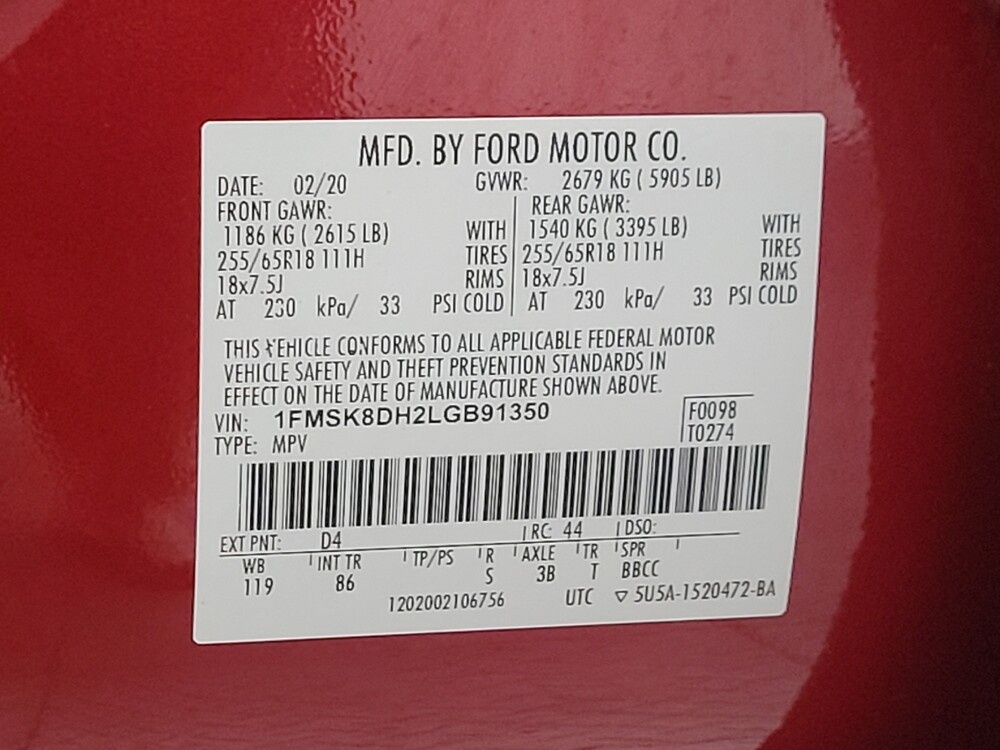 MFD. BY FORD MOTOR CO.
DATE: 02/20 GVWR: 2679 KG ( 5905 LB)
FRONT GAWR: REAR GAWR:
1186 KG ( 2615 LB) WITH 1540 KG ( 3395 LB) WITH
255/65R18 111H TIRES 255/65R18 111H TIRES
18x7.5J RIMS 18x7.5J RIMS
AT 230 kPa/ 33 PSI COLD AT 230 kPa/ 33 PSI COLD
THIS VEHICLE CONFORMS TO ALL APPLICABLE FEDERAL MOTOR
VEHICLE SAFETY AND THEFT PREVENTION STANDARDS IN
EFFECT ON THE DATE OF MANUFACTURE SHOWN ABOVE.
VIN: 1FMSK8DH2LGB91350 F0098
TYPE: MPV T0274
EXT PNT: D4 RC: 44 DSO:
WB INT TR TP/PS R AXLE TR SPR
119 86 S 3B T BBCC
1202002106756 UTC ▽ 5U5A-1520472-BA